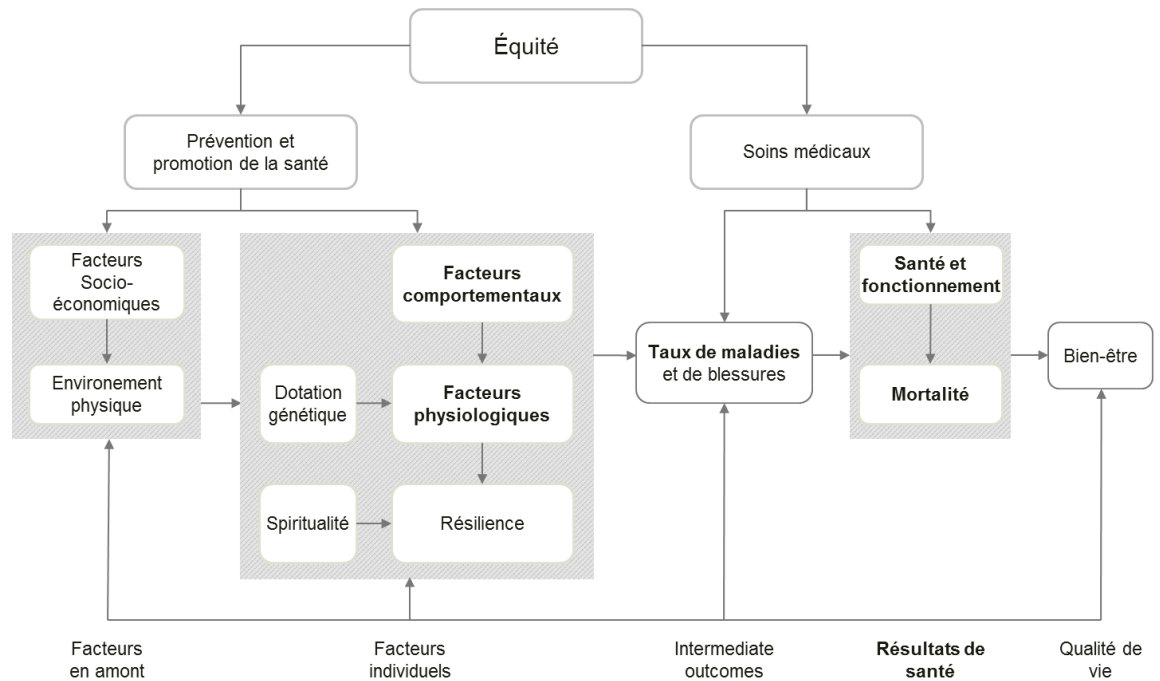 Équité
Prévention et
promotion de la santé
Soins médicaux
Facteurs
Socio-
économiques
Environement
physique
Facteurs
comportementaux
Dotation
génétique
Facteurs
physiologiques
Spiritualité
Résilience
Taux de maladies
et de blessures
Santé et
fonctionnement
Mortalité
Bien-être
Facteurs
en amont
Facteurs
individuels
Intermediate
outcomes
Résultats de
santé
Qualité de
vie